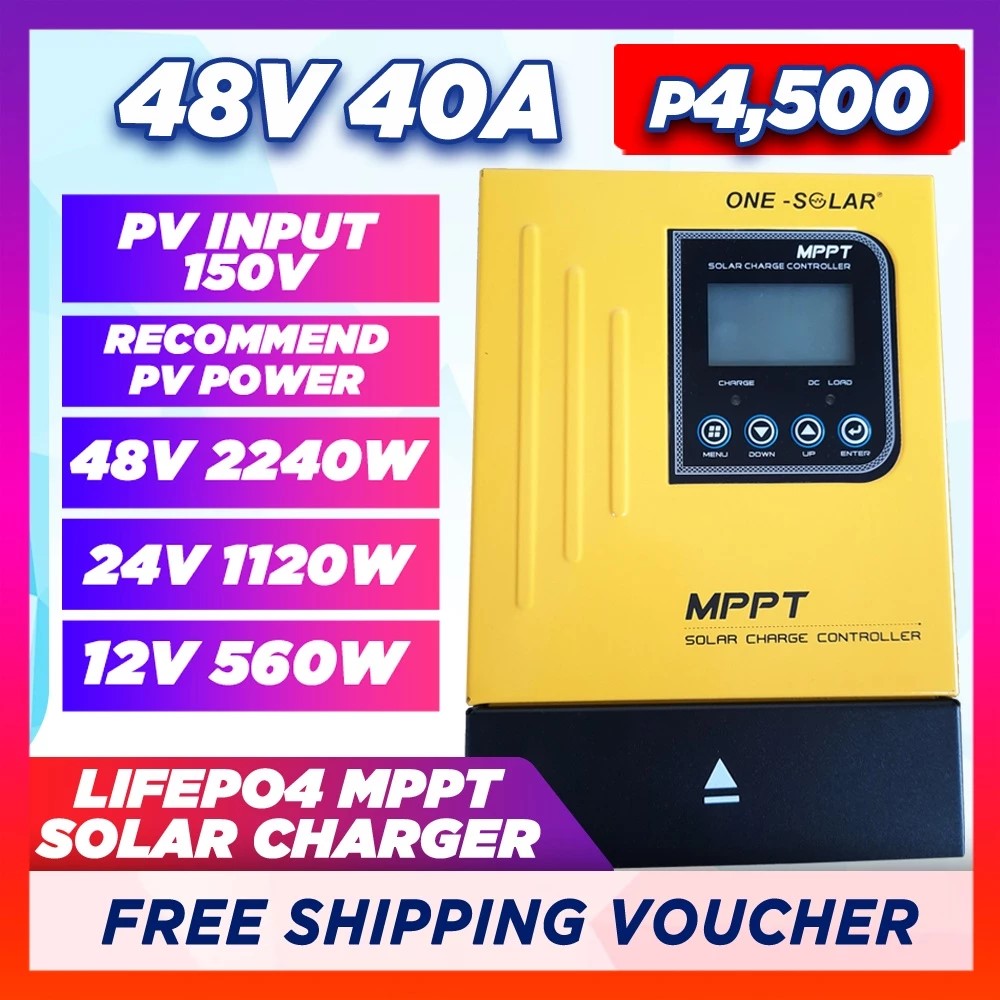 48V 40A
P4,500
PV INPUT
150V
RECOMMEND
PV POWER
48V 2240W
24V 1120W
12V 560W
ONE -SOLAR®
MPPT
SOLAR CHARGE CONTROLLER
CHARGE
DC LOAD
MENU
DOWN
UP
ENTER
MPPT
SOLAR CHARGE CONTROLLER
LIFEPO4 MPPT
SOLAR CHARGER
FREE SHIPPING VOUCHER